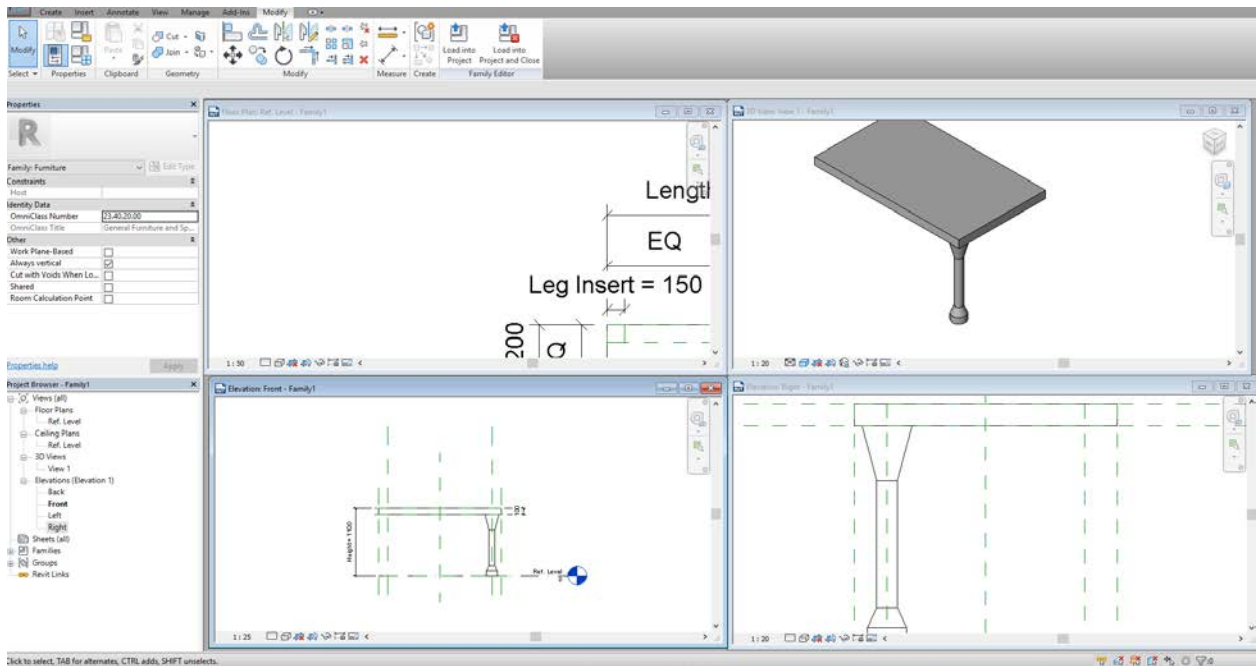 Create Insert Annotate View Manage Add-Ins Modify
Modify
Paste
Cut
Join
Load into
Project
Load into
Project and Close
Select Properties Clipboard Geometry Modify Measure Create Family Editor
Properties
R
Family: Furniture
Edit Type
Constraints
Host
Identity Data
OmniClass Number 23.40.20.00
OmniClass Title General Furniture and Sp...
Other
Work Plane-Based
Always vertical
Cut with Voids When Lo...
Shared
Room Calculation Point
Properties help
Apply
Project Browser - Family1
Views (all)
Floor Plans
Ref. Level
Ceiling Plans
Ref. Level
3D Views
View 1
Elevations (Elevation 1)
Back
Front
Left
Right
Sheets (all)
Families
Groups
Revit Links
Floor Plan: Ref. Level - Family1
Length
EQ
Leg Insert = 150
200
Q
1 : 50
3D View: View 1 - Family1
1 : 20
Elevation: Front - Family1
Height = 1100
100
Ref. Level
1 : 25
Elevation: Right - Family1
1 : 20
Click to select, TAB for alternates, CTRL adds, SHIFT unselects.
:0